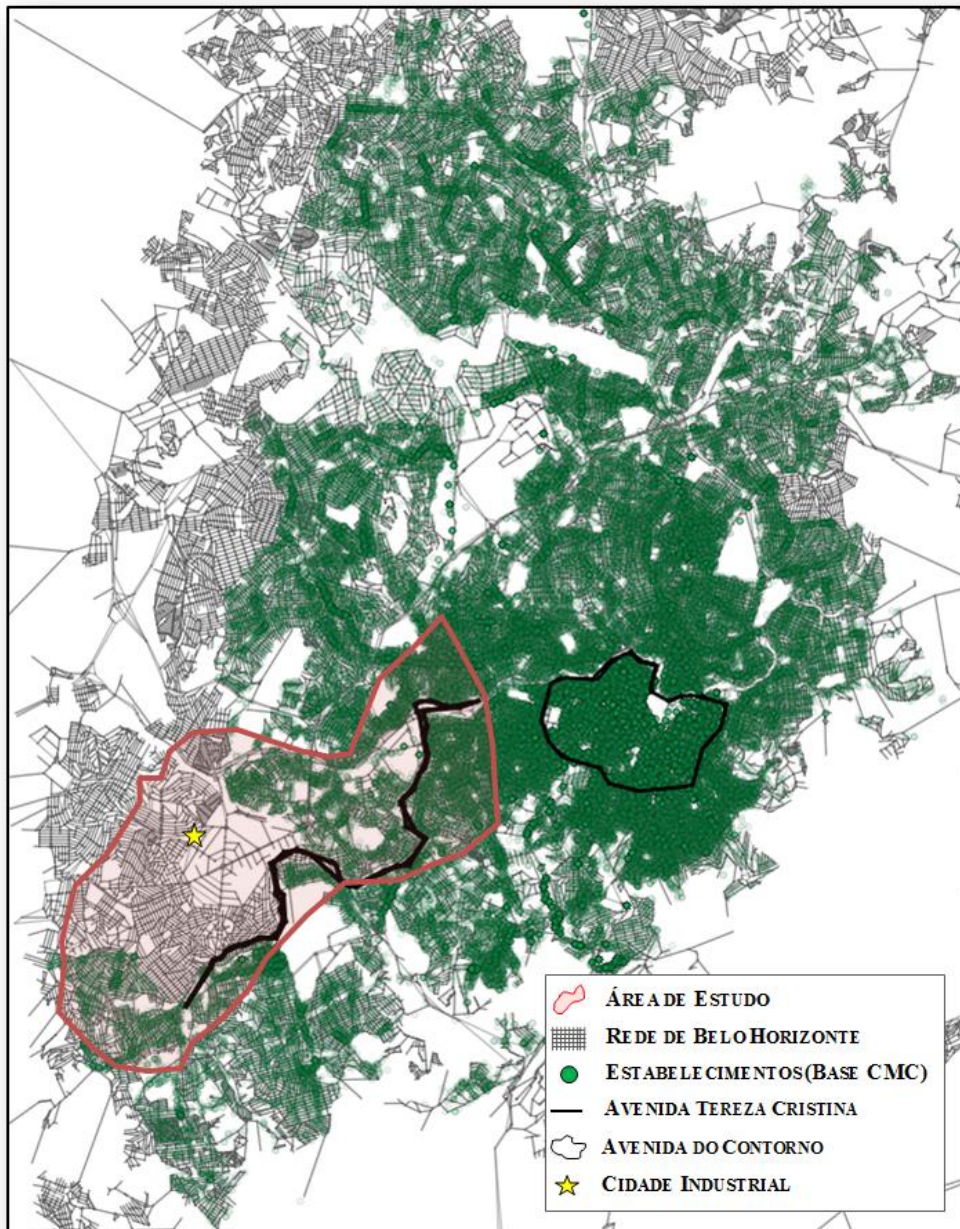 ÁREA DE ESTUDO
REDE DE BELO HORIZONTE
ESTABELECIMENTOS(BASE CMC)
AVENIDA TEREZA CRISTINA
AVENIDA DO CONTORNO
CIDADE INDUSTRIAL